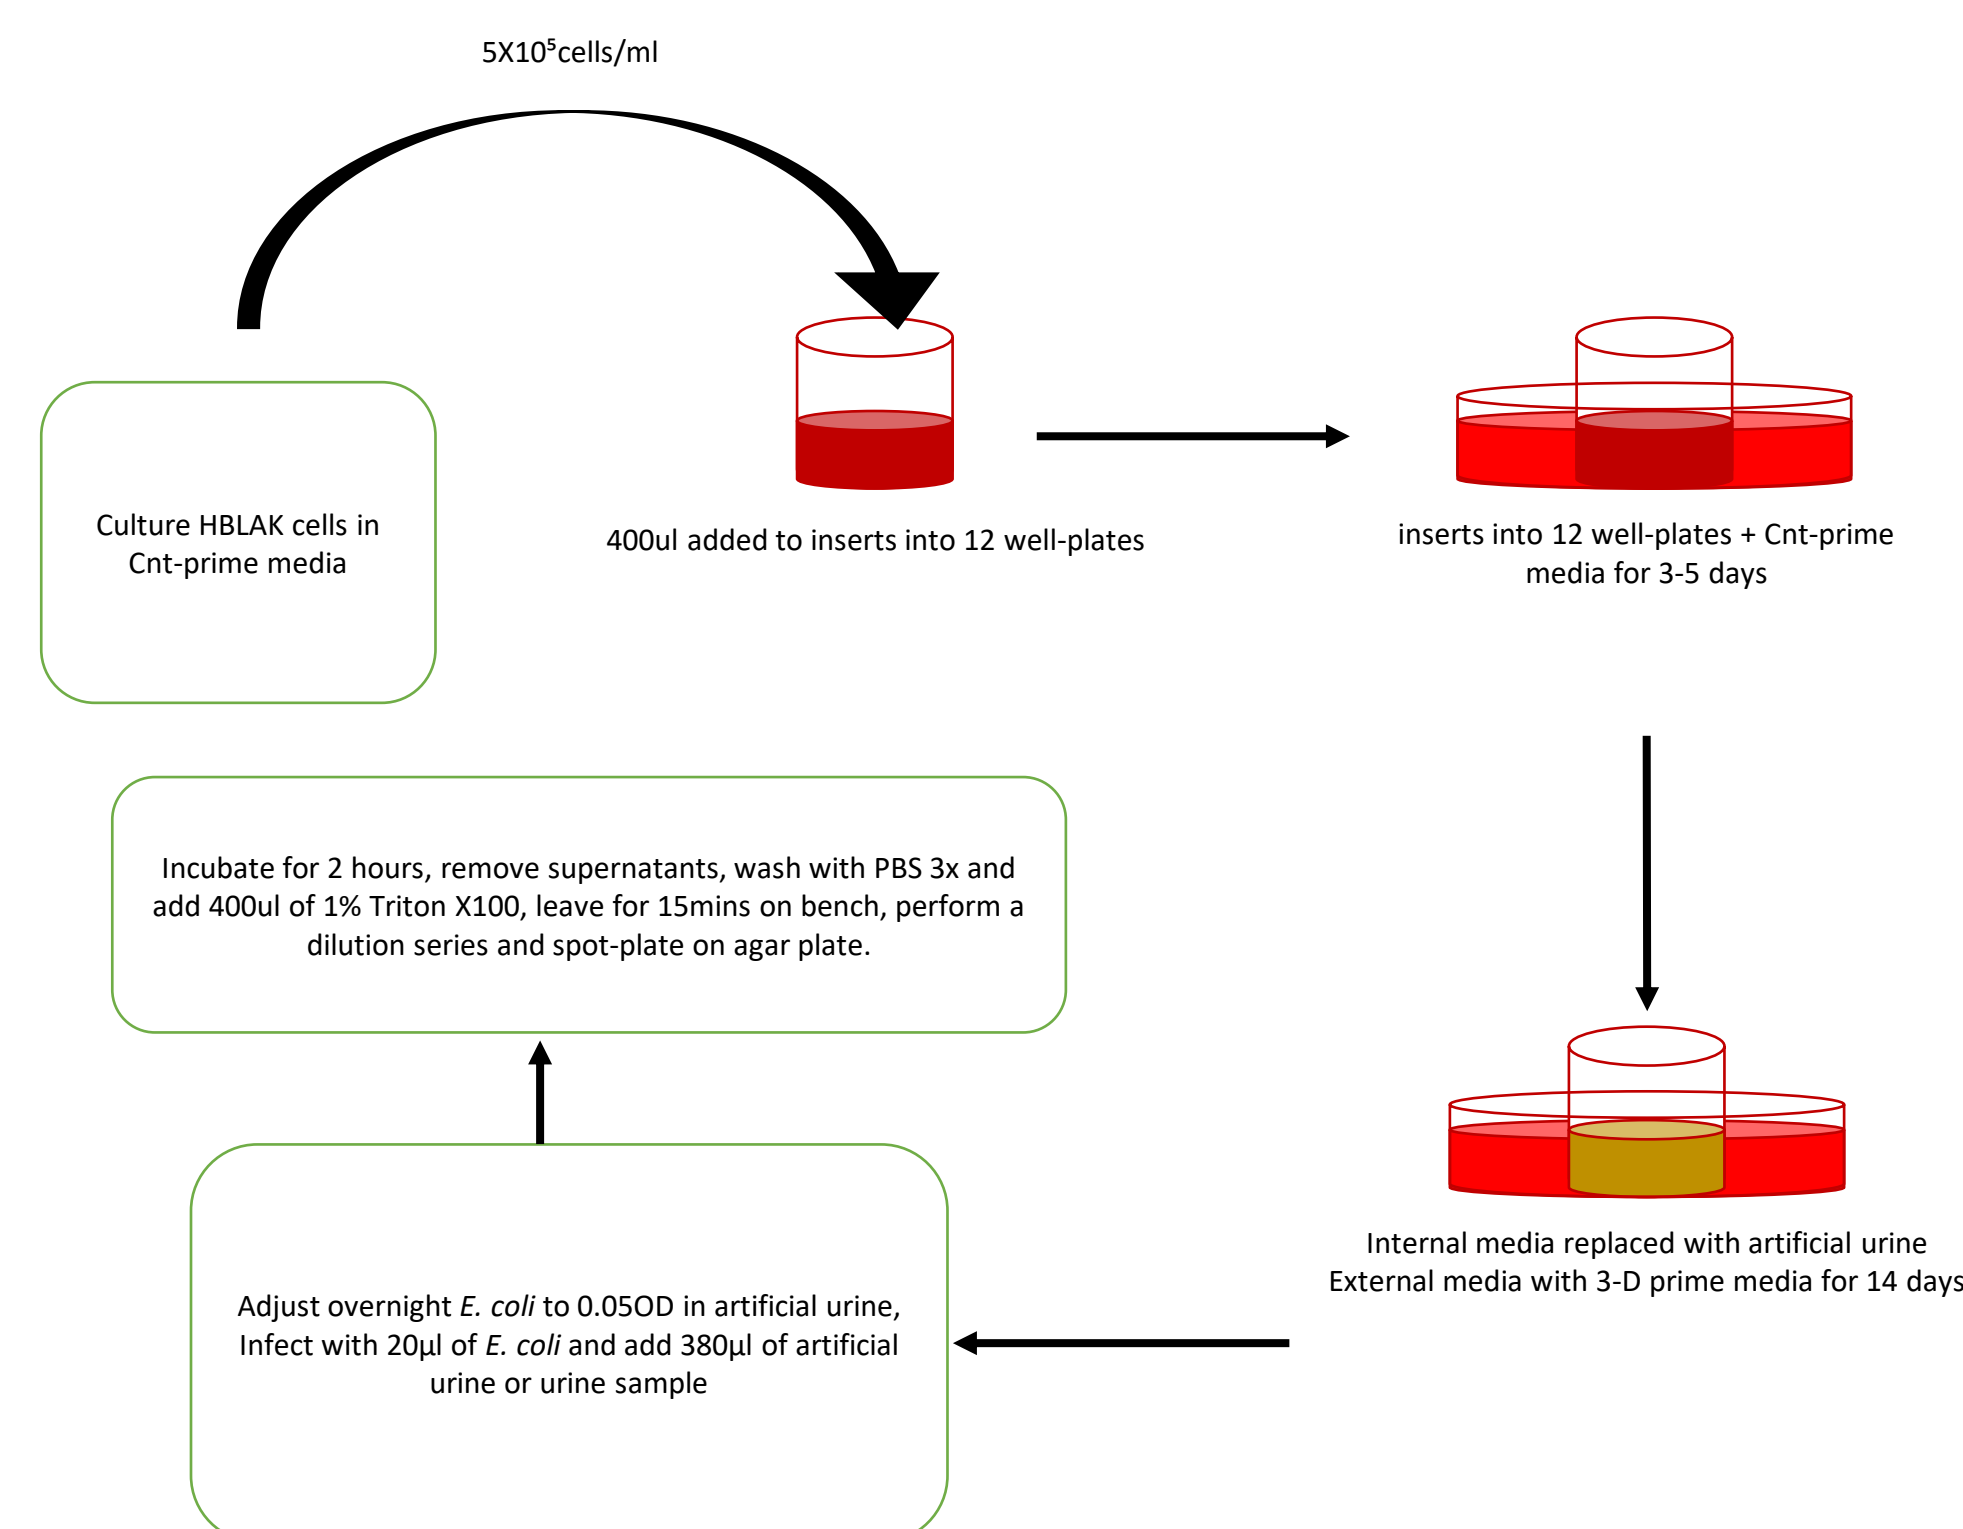 5X10⁵cells/ml
Culture HBLAK cells in
Cnt-prime media
400ul added to inserts into 12 well-plates
inserts into 12 well-plates + Cnt-prime
media for 3-5 days
Internal media replaced with artificial urine
External media with 3-D prime media for 14 days
Adjust overnight E. coli to 0.05OD in artificial urine,
Infect with 20µl of E. coli and add 380µl of artificial
urine or urine sample
Incubate for 2 hours, remove supernatants, wash with PBS 3x and
add 400ul of 1% Triton X100, leave for 15mins on bench, perform a
dilution series and spot-plate on agar plate.